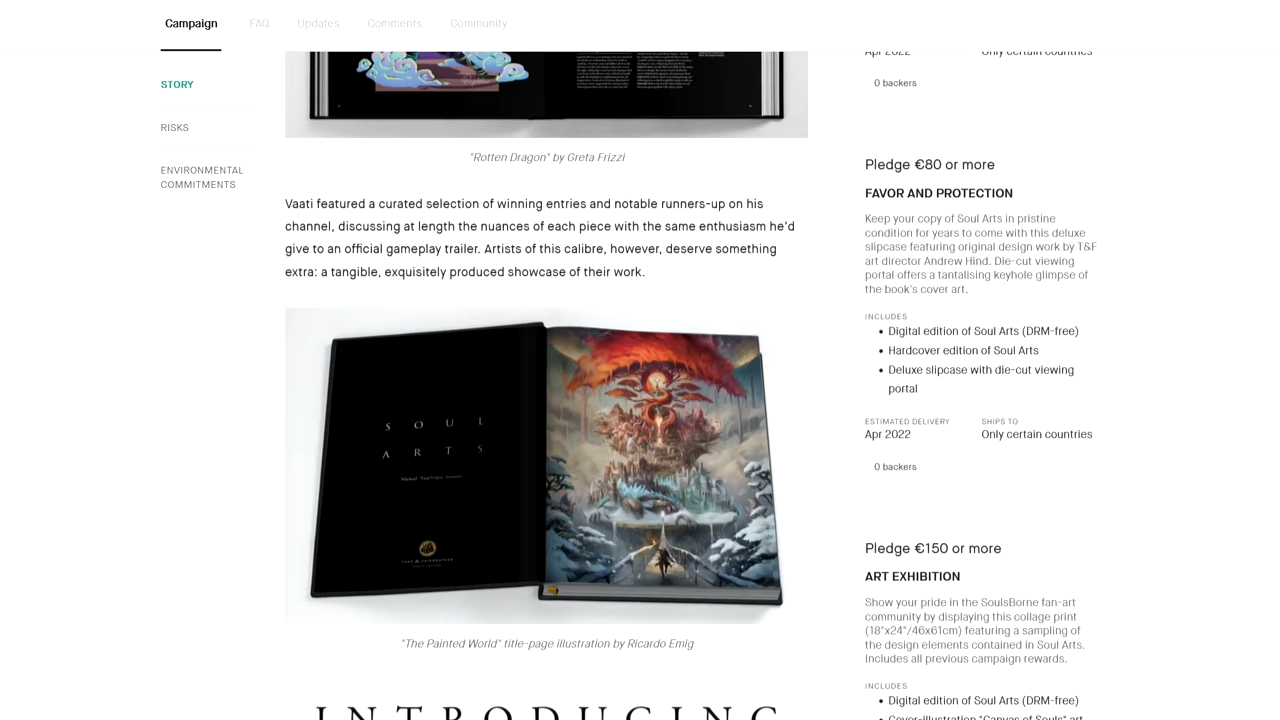 Campaign
FAQ
Updates
Comments
Community
STORY
RISKS
ENVIRONMENTAL
COMMITMENTS
"Rotten Dragon" by Greta Frizzi
Vaati featured a curated selection of winning entries and notable runners-up on his
channel, discussing at length the nuances of each piece with the same enthusiasm he'd
give to an official gameplay trailer. Artists of this calibre, however, deserve something
extra: a tangible, exquisitely produced showcase of their work.
SOUL
ARTS
"The Painted World" title-page illustration by Ricardo Emig
INTRODUCING
Apr 2022
Only certain countries
0 backers
Pledge €80 or more
FAVOR AND PROTECTION
Keep your copy of Soul Arts in pristine
condition for years to come with this deluxe
slipcase featuring original design work by T&F
art director Andrew Hind. Die-cut viewing
portal offers a tantalising keyhole glimpse of
the book's cover art.
INCLUDES
• Digital edition of Soul Arts (DRM-free)
• Hardcover edition of Soul Arts
• Deluxe slipcase with die-cut viewing
portal
ESTIMATED DELIVERY
SHIPS TO
Apr 2022
Only certain countries
0 backers
Pledge €150 or more
ART EXHIBITION
Show your pride in the SoulsBorne fan-art
community by displaying this collage print
(18"x24"/46x61cm) featuring a sampling of
the design elements contained in Soul Arts.
Includes all previous campaign rewards.
INCLUDES
• Digital edition of Soul Arts (DRM-free)
• Cover-illustration "Canvas of Souls" art